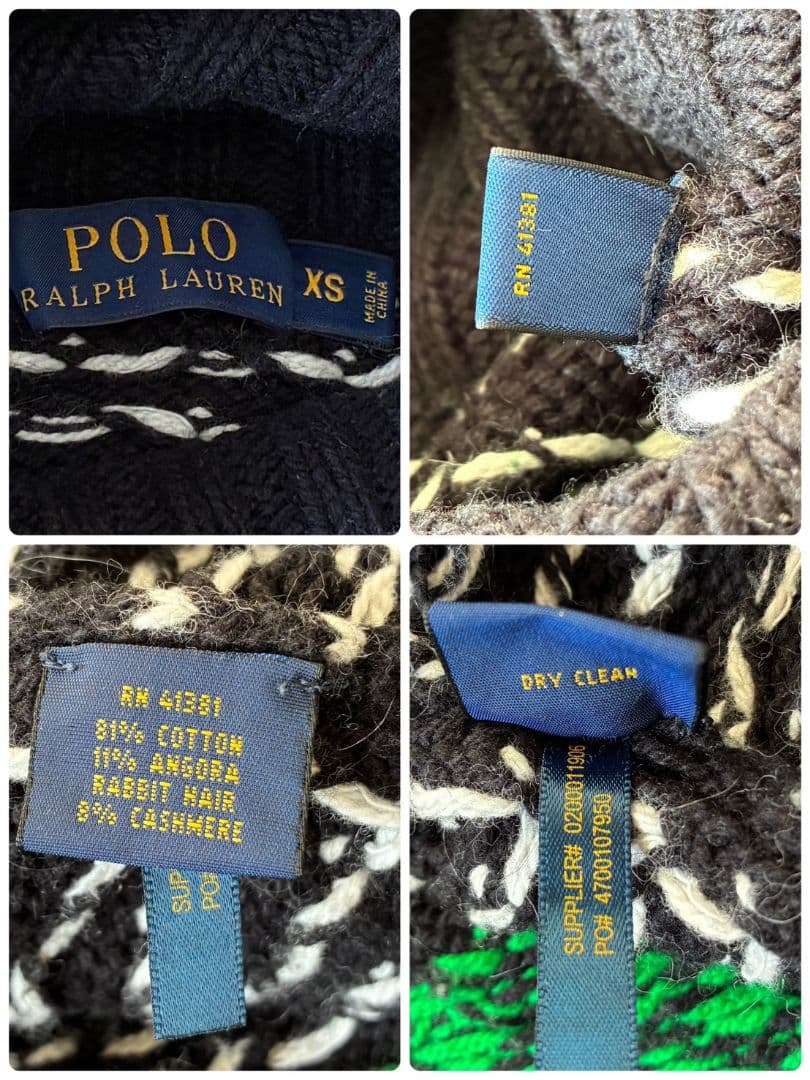 POLO
RALPH LAUREN
XS
MADE IN
CHINA
RN 41381
RN 41381
81% COTTON
11% ANGORA
RABBIT HAIR
8% CASHMERE
SUP
PO#
DRY CLEAN
SUPPLIER# 0200011906
PO# 4700107950